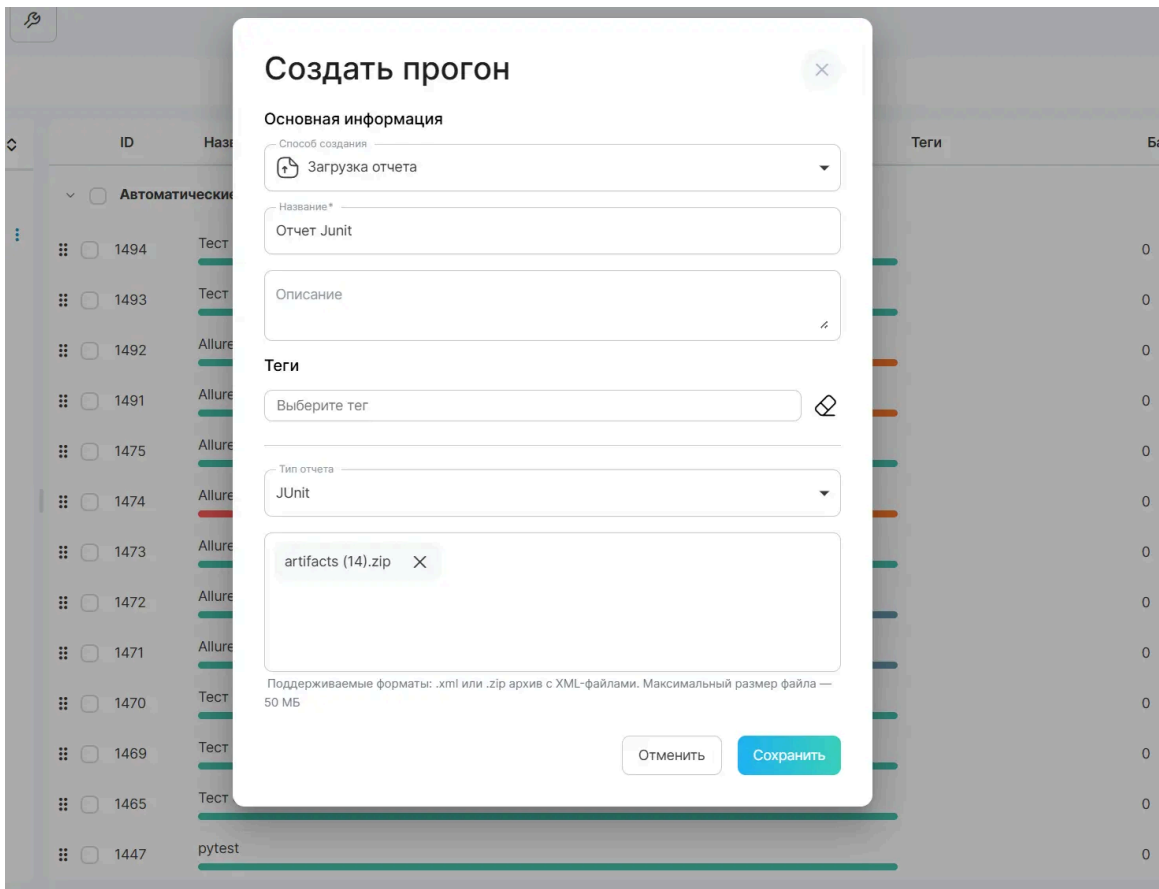 Создать прогон
Основная информация
ID
Теги
Способ создания
Загрузка отчета
Автоматические
Название*
Отчет Junit
1494
Тест
0
Описание
1493
Тест
0
1492
Allure
0
Теги
1491
Allure
0
Выберите тег
1475
Allure
0
Тип отчета
JUnit
1474
Allure
0
1473
Allure
0
artifacts (14).zip
1472
Allure
0
1471
Allure
0
Поддерживаемые форматы: .xml или .zip архив с XML-файлами. Максимальный размер файла —
50 МБ
1470
Тест
0
1469
Тест
0
Отменить
Сохранить
1465
Тест
0
1447
pytest
0